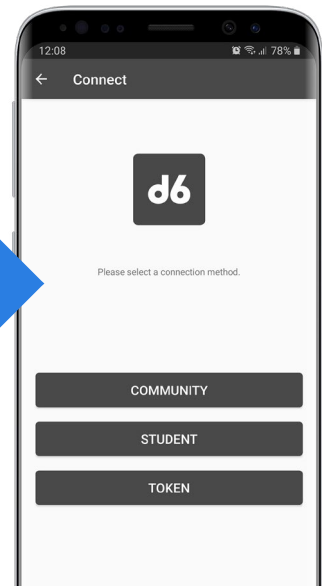 12:08 78%
Connect
d6
Please select a connection method.
COMMUNITY
STUDENT
TOKEN